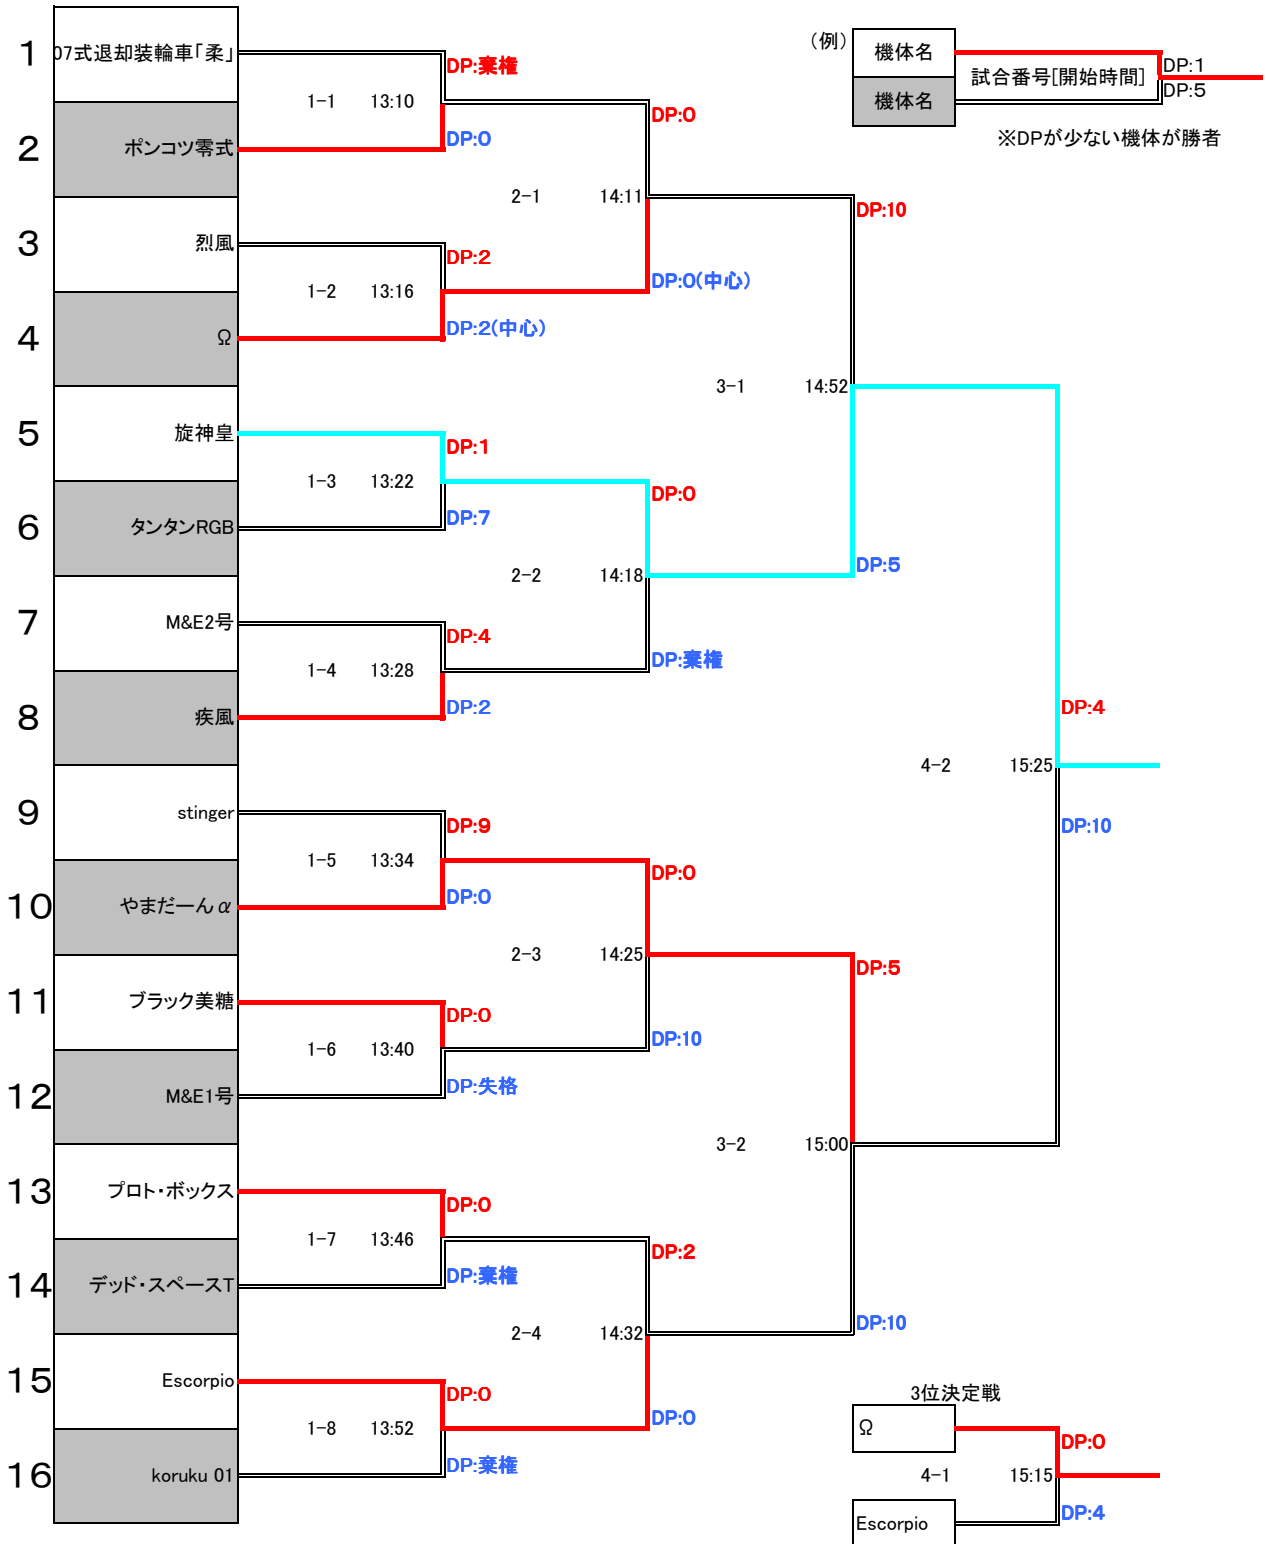 (例)
機体名
試合番号[開始時間]
DP:1
DP:5
機体名
※DPが少ない機体が勝者
1
07式退却装輪車「柔」
DP:棄権
1-1 13:10
2
ポンコツ零式
DP:0
DP:0
2-1 14:11
3
烈風
DP:2
1-2 13:16
4
Ω
DP:2(中心)
DP:0(中心)
DP:10
3-1 14:52
5
旋神皇
DP:1
1-3 13:22
6
タンタンRGB
DP:7
DP:0
2-2 14:18
DP:5
7
M&E2号
DP:4
1-4 13:28
8
疾風
DP:2
DP:棄権
DP:4
4-2 15:25
DP:10
9
stinger
DP:9
1-5 13:34
10
やまだーんα
DP:0
DP:0
2-3 14:25
DP:5
11
ブラック美糖
DP:0
1-6 13:40
12
M&E1号
DP:失格
DP:10
3-2 15:00
13
プロト・ボックス
DP:0
1-7 13:46
14
デッド・スペースT
DP:棄権
DP:2
2-4 14:32
DP:10
15
Escorpio
DP:0
1-8 13:52
16
koruku 01
DP:棄権
DP:0
3位決定戦
Ω
DP:0
4-1 15:15
Escorpio
DP:4